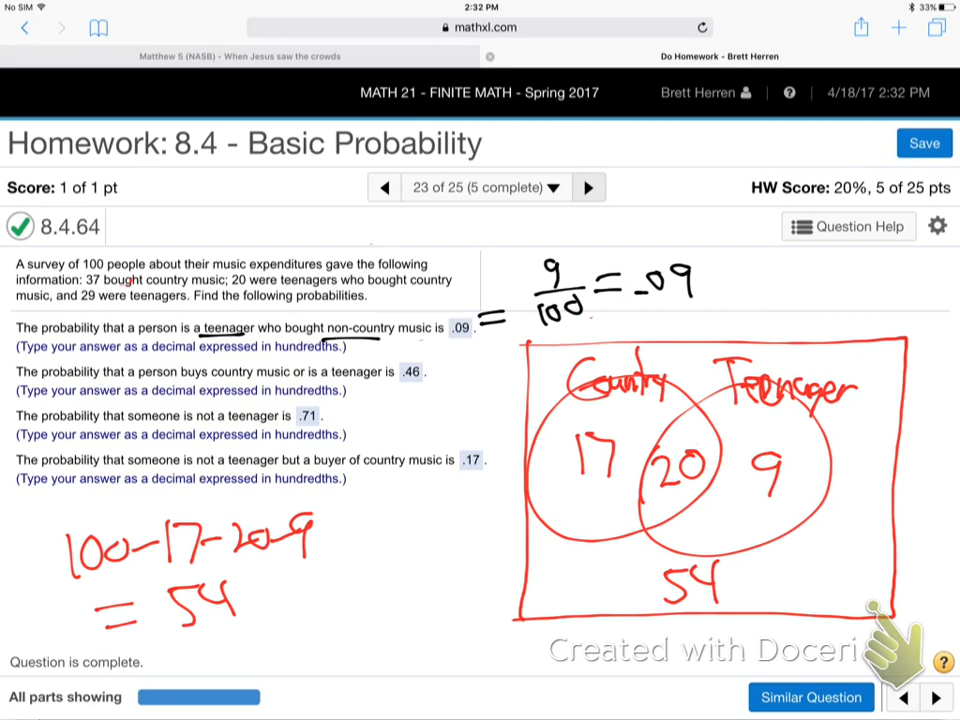 No SIM 2:32 PM 33%
mathxl.com
Matthew 5 (NASB) - When Jesus saw the crowds Do Homework - Brett Herren
MATH 21 - FINITE MATH - Spring 2017 Brett Herren ? 4/18/17 2:32 PM
Homework: 8.4 - Basic Probability Save
Score: 1 of 1 pt 23 of 25 (5 complete) HW Score: 20%, 5 of 25 pts
8.4.64 Question Help
A survey of 100 people about their music expenditures gave the following
information: 37 bought country music; 20 were teenagers who bought country
music, and 29 were teenagers. Find the following probabilities.
The probability that a person is a teenager who bought non-country music is .09.
(Type your answer as a decimal expressed in hundredths.)
The probability that a person buys country music or is a teenager is .46.
(Type your answer as a decimal expressed in hundredths.)
The probability that someone is not a teenager is .71.
(Type your answer as a decimal expressed in hundredths.)
The probability that someone is not a teenager but a buyer of country music is .17.
(Type your answer as a decimal expressed in hundredths.)
= 9/100 = .09
Country Teenager
17 20 9
54
100-17-20-9
= 54
Created with Doceri
Question is complete. ?
All parts showing Similar Question